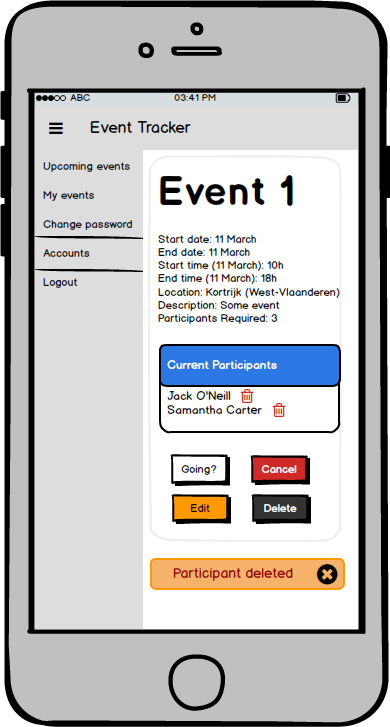 ABC 03:41 PM
Event Tracker
Upcoming events
My events
Change password
Accounts
Logout
Event 1
Start date: 11 March
End date: 11 March
Start time (11 March): 10h
End time (11 March): 18h
Location: Kortrijk (West-Vlaanderen)
Description: Some event
Participants Required: 3
Current Participants
Jack O'Neill
Samantha Carter
Going? Cancel
Edit Delete
Participant deleted